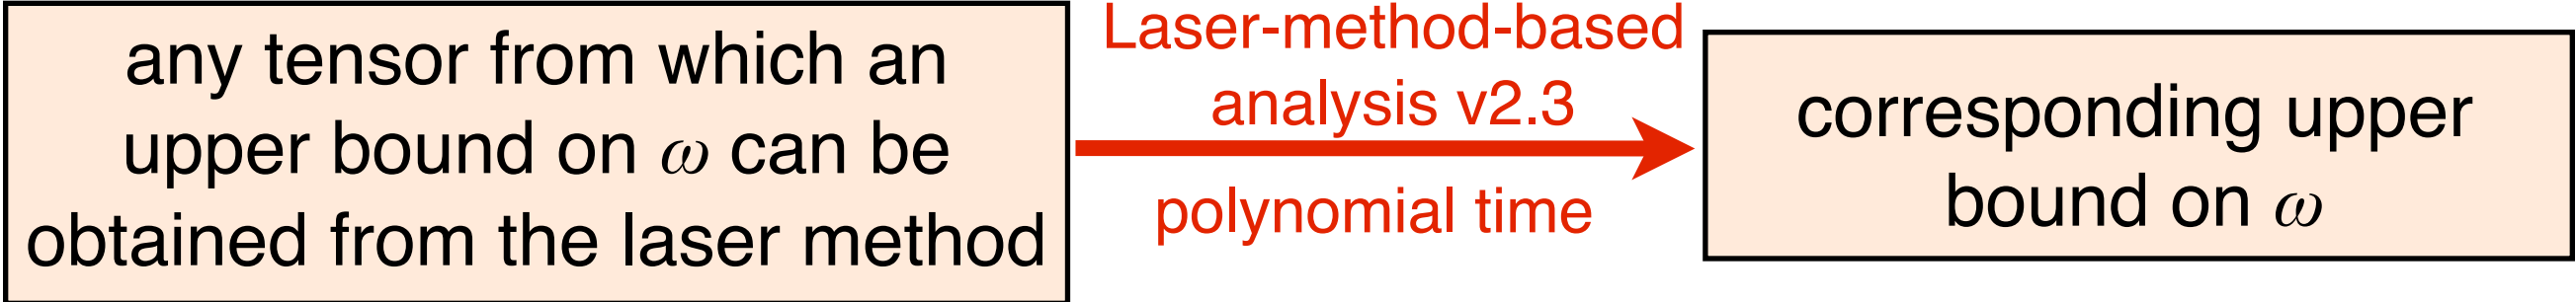 any tensor from which an
upper bound on ω can be
obtained from the laser method
Laser-method-based
analysis v2.3
polynomial time
corresponding upper
bound on ω